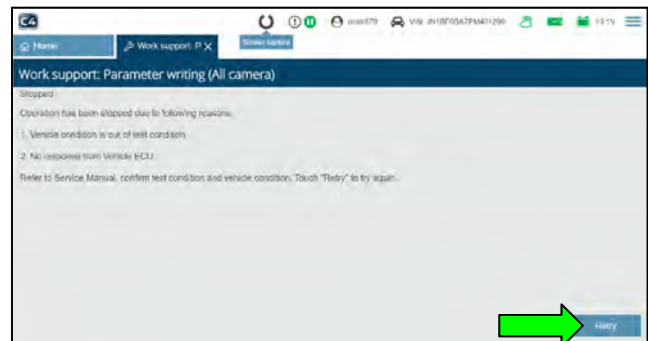 C4
Home
Work support: P X
Screen capture
Work support: Parameter writing (All camera)
Stopped
Operation has been stopped due to following reasons.
1. Vehicle condition is out of test condition
2. No response from Vehicle ECU.
Refer to Service Manual, confirm test condition and vehicle condition. Touch "Retry" to try again.
Retry